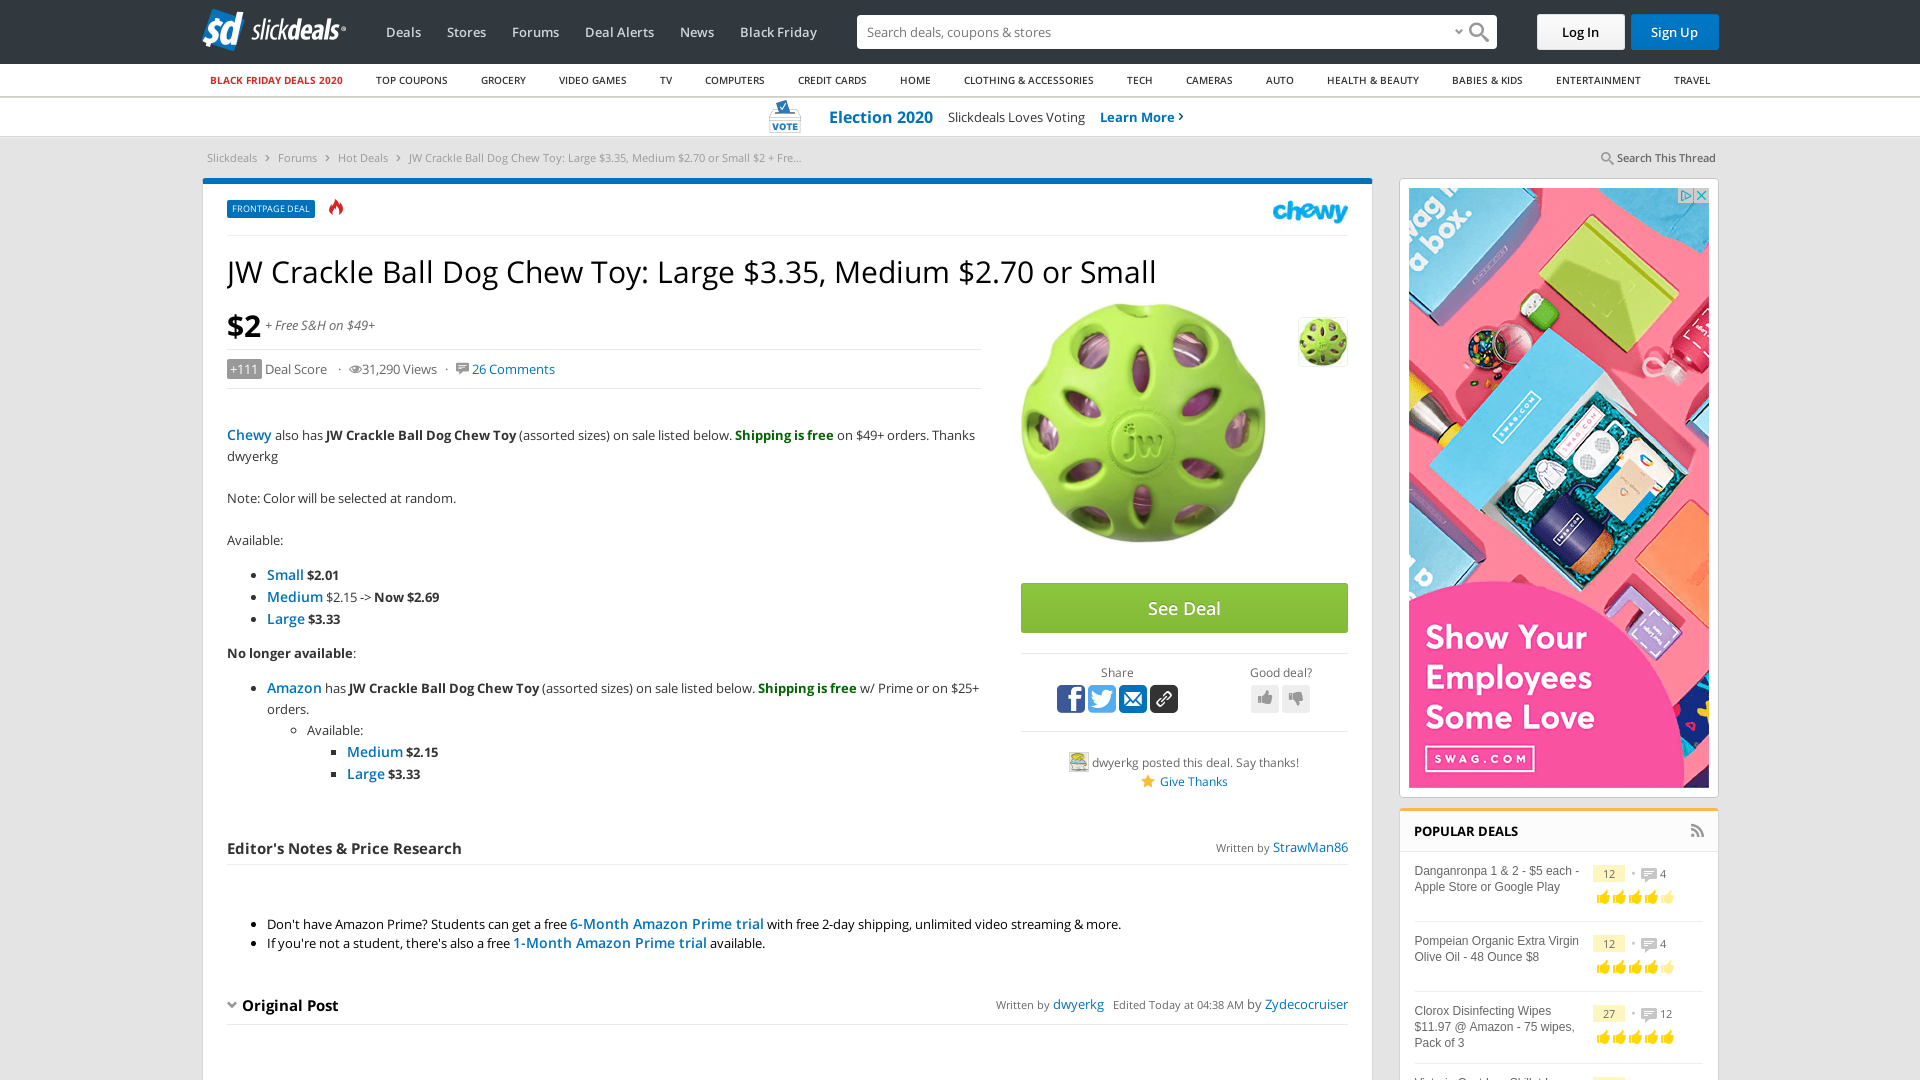 sd slickdeals
Deals Stores Forums Deal Alerts News Black Friday Search deals, coupons & shares Log In Sign Up
BLACK FRIDAY DEALS 2020 TOP COUPONS GROCERY VIDEO GAMES TV COMPUTERS CREDIT CARDS HOME CLOTHING & ACCESSORIES TECH CAMERAS AUTO HEALTH & BEAUTY BABIES & KIDS ENTERTAINMENT TRAVEL
VOTE Election 2020 Slickdeals Loves Voting Learn More
Slickdeals › Forums › Hot Deals › JW Crackle Ball Dog Chew Toy: Large $3.35, Medium $2.70 or Small $2 + Fre... Search This Thread
FRONTPAGE DEAL
chewy
JW Crackle Ball Dog Chew Toy: Large $3.35, Medium $2.70 or Small
$2 + Free S&H on $49+
+111 Deal Score · 31,290 Views · 26 Comments
Chewy also has JW Crackle Ball Dog Chew Toy (assorted sizes) on sale listed below. Shipping is free on $49+ orders. Thanks
dwyerkg
Note: Color will be selected at random.
Available:
Small $2.01
Medium $2.15 -> Now $2.69
Large $3.33
No longer available:
Amazon has JW Crackle Ball Dog Chew Toy (assorted sizes) on sale listed below. Shipping is free w/ Prime or on $25+
orders.
Available:
Medium $2.15
Large $3.33
jw
See Deal
Share Good deal?
dwyerkg posted this deal. Say thanks!
Give Thanks
Editor's Notes & Price Research Written by StrawMan86
Don't have Amazon Prime? Students can get a free 6-Month Amazon Prime trial with free 2-day shipping, unlimited video streaming & more.
If you're not a student, there's also a free 1-Month Amazon Prime trial available.
Original Post Written by dwyerkg Edited Today at 04:38 AM by Zydecocruiser
wag in
a box.
SWAG.COM
Show Your
Employees
Some Love
SWAG.COM
POPULAR DEALS
Danganronpa 1 & 2 - $5 each -
Apple Store or Google Play
12 • 4
Pompeian Organic Extra Virgin
Olive Oil - 48 Ounce $8
12 • 4
Clorox Disinfecting Wipes
$11.97 @ Amazon - 75 wipes,
Pack of 3
27 • 12